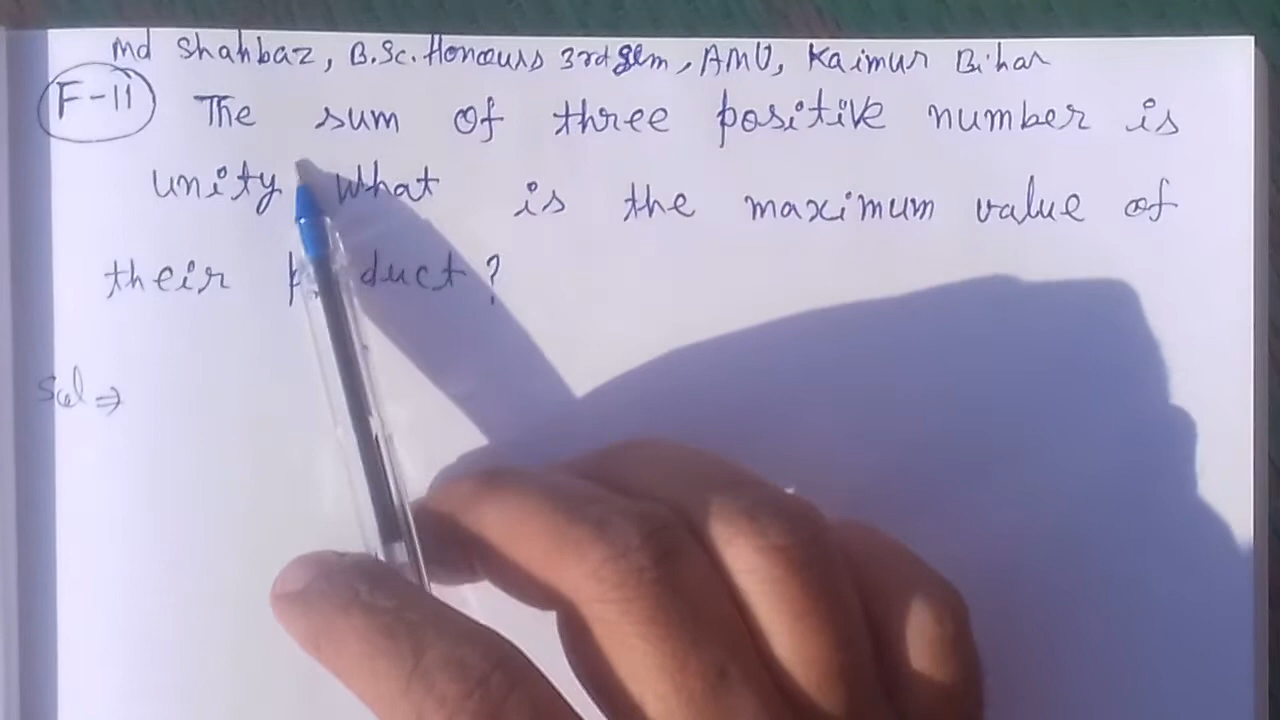 Md Shahbaz, B.Sc. Honours 3rd sem, AMU, Kaimur Bihar
F-11 The sum of three positive number is
unity what is the maximum value of
their duct?
Sol ⇒